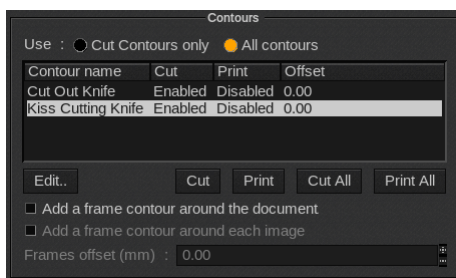 Contours
Use : Cut Contours only All contours
Contour name Cut Print Offset
Cut Out Knife Enabled Disabled 0.00
Kiss Cutting Knife Enabled Disabled 0.00
Edit.. Cut Print Cut All Print All
Add a frame contour around the document
Add a frame contour around each image
Frames offset (mm) : 0.00